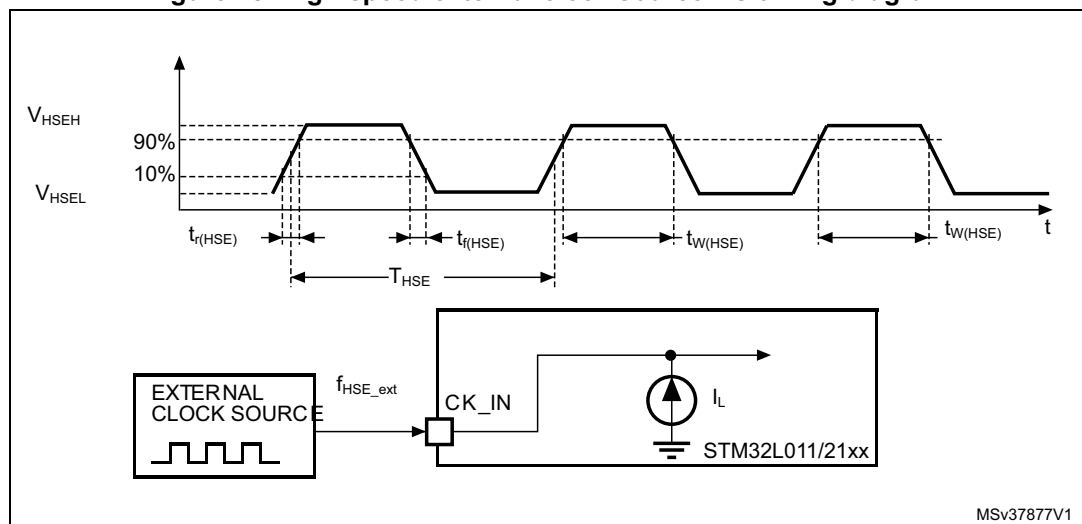 V_HSEH
90%
10%
V_HSEL
t_r(HSE)
t_f(HSE)
t_W(HSE)
t_W(HSE)
t
T_HSE
EXTERNAL
CLOCK SOURCE
f_HSE_ext
CK_IN
I_L
STM32L011/21xx
MSv37877V1